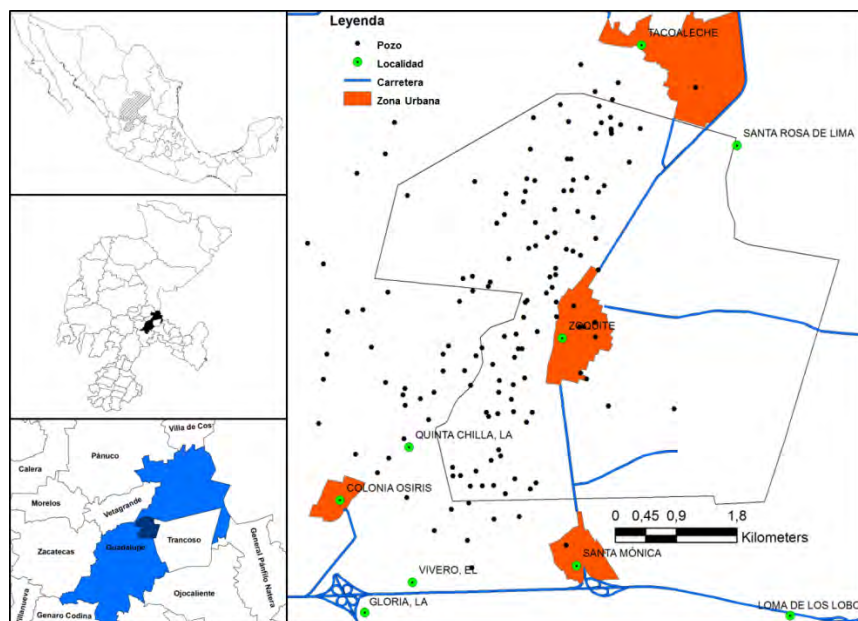 Leyenda
Pozo
Localidad
Carretera
Zona Urbana
TACOALECHE
SANTA ROSA DE LIMA
ZOQUITE
QUINTA CHILLA, LA
COLONIA OSIRIS
SANTA MÓNICA
VIVERO, EL
GLORIA, LA
LOMA DE LOS LOBO
0 0,45 0,9 1,8
Kilometers
Villa de Cos
Calera
Pánuco
Morelos
Vetagrande
Zacatecas
Guadalupe
Trancoso
General Pánfilo Natera
Ojocaliente
Villanueva
Genaro Codina